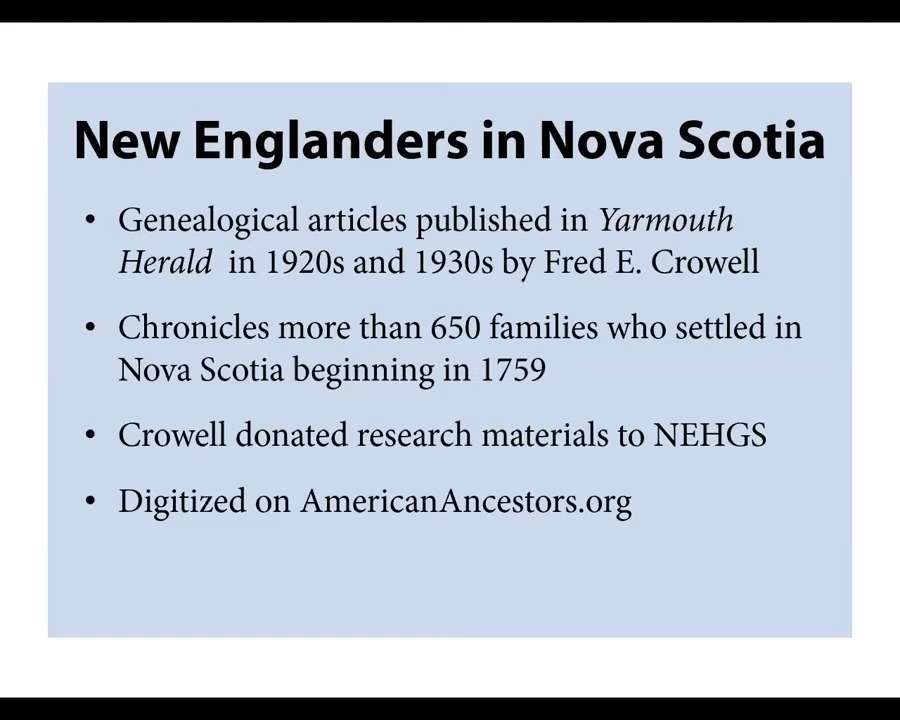 New Englanders in Nova Scotia
• Genealogical articles published in Yarmouth
Herald in 1920s and 1930s by Fred E. Crowell
• Chronicles more than 650 families who settled in
Nova Scotia beginning in 1759
• Crowell donated research materials to NEHGS
• Digitized on AmericanAncestors.org